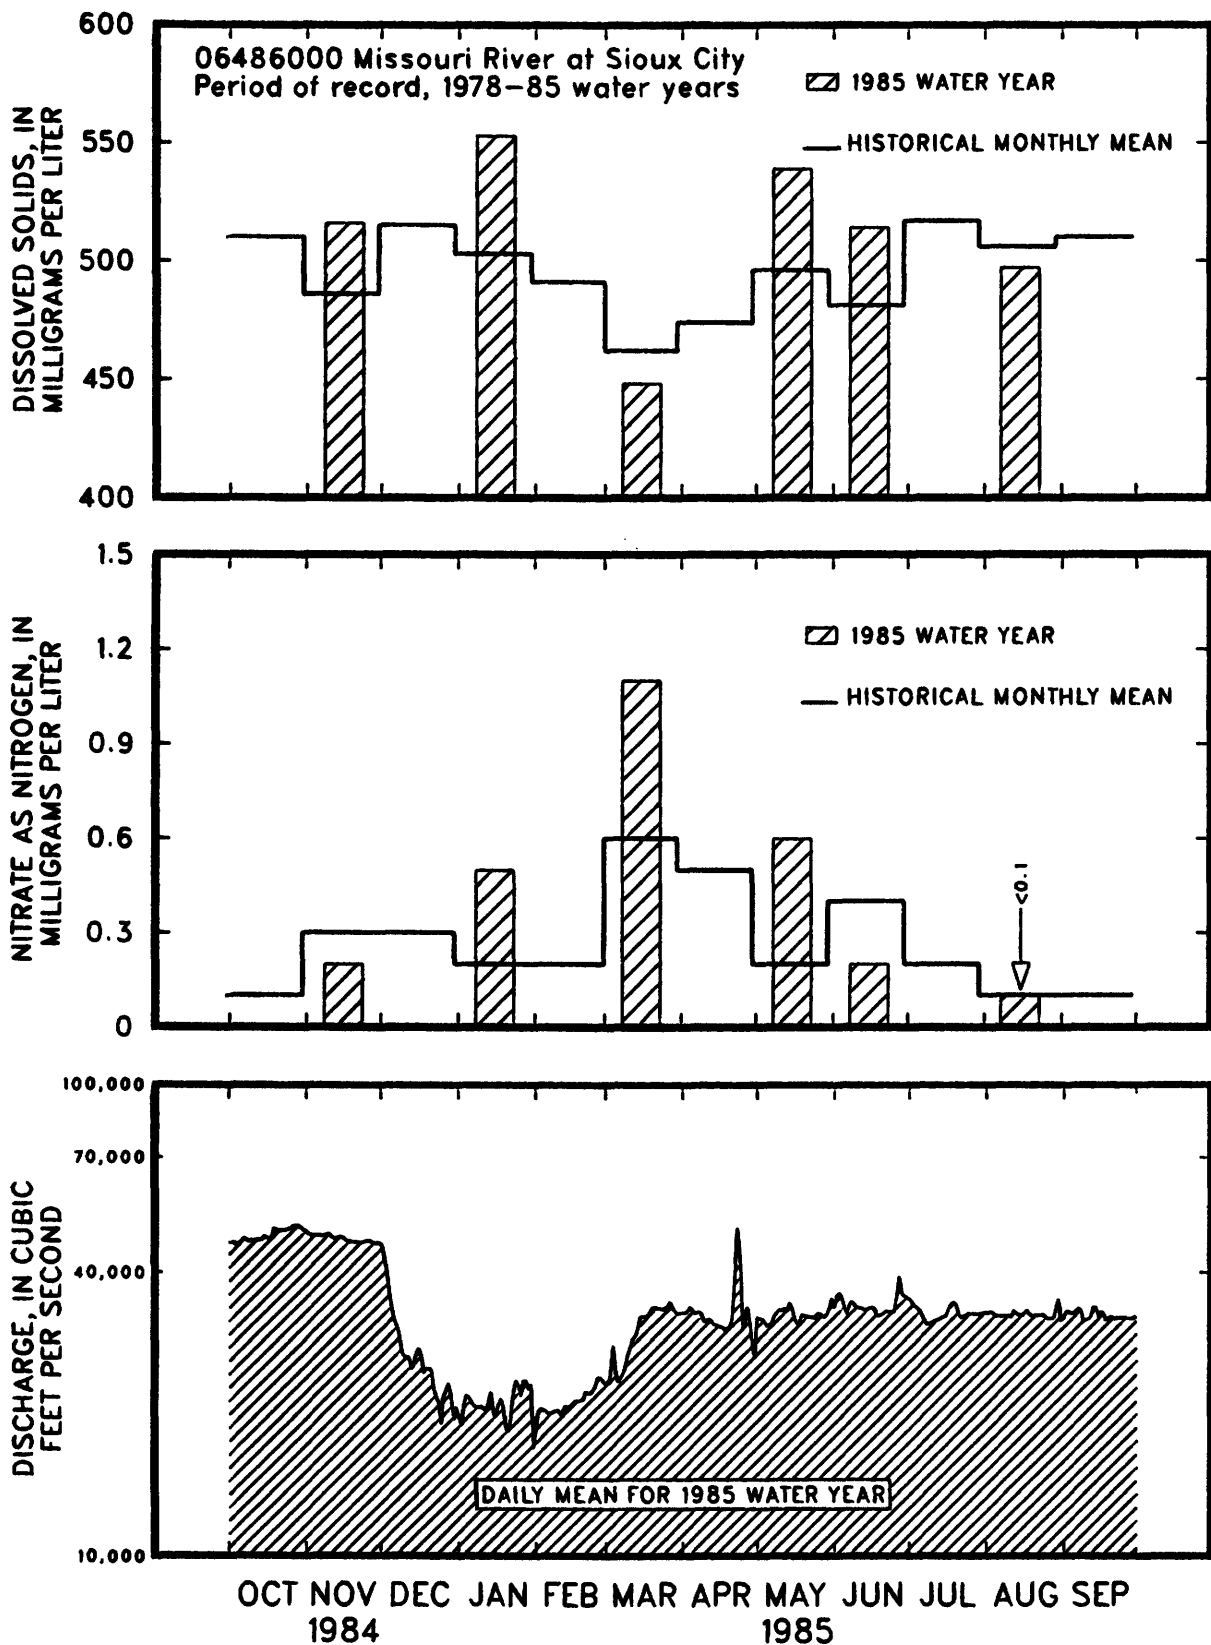 600
06486000 Missouri River at Sioux City
Period of record, 1978-85 water years
1985 WATER YEAR
HISTORICAL MONTHLY MEAN
550
500
450
400
DISSOLVED SOLIDS, IN
MILLIGRAMS PER LITER
1.5
1985 WATER YEAR
HISTORICAL MONTHLY MEAN
1.2
0.9
0.6
0.3
0
<0.1
NITRATE AS NITROGEN, IN
MILLIGRAMS PER LITER
100,000
70,000
40,000
10,000
DISCHARGE, IN CUBIC
FEET PER SECOND
DAILY MEAN FOR 1985 WATER YEAR
OCT NOV DEC JAN FEB MAR APR MAY JUN JUL AUG SEP
1984 1985